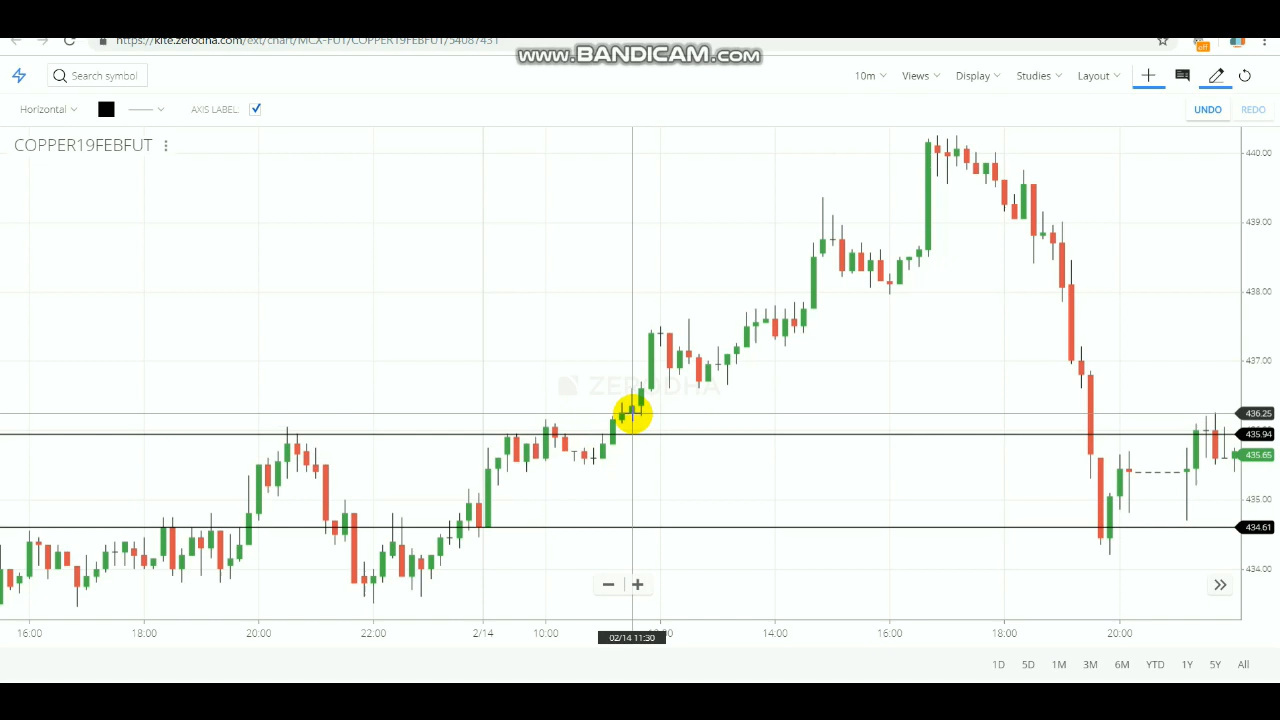 https://kite.zerodha.com/ext/chart/MCX-FUT/COPPER19FEBFUT/54087431
www.BANDICAM.com
off
Search symbol
10m Views Display Studies Layout
Horizontal AXIS LABEL: UNDO REDO
COPPER19FEBFUT
440.00
439.00
438.00
437.00
ZERODHA
436.25
435.94
435.65
435.00
434.61
434.00
16:00 18:00 20:00 22:00 2/14 10:00 14:00 16:00 18:00 20:00
02/14 11:30
1D 5D 1M 3M 6M YTD 1Y 5Y All